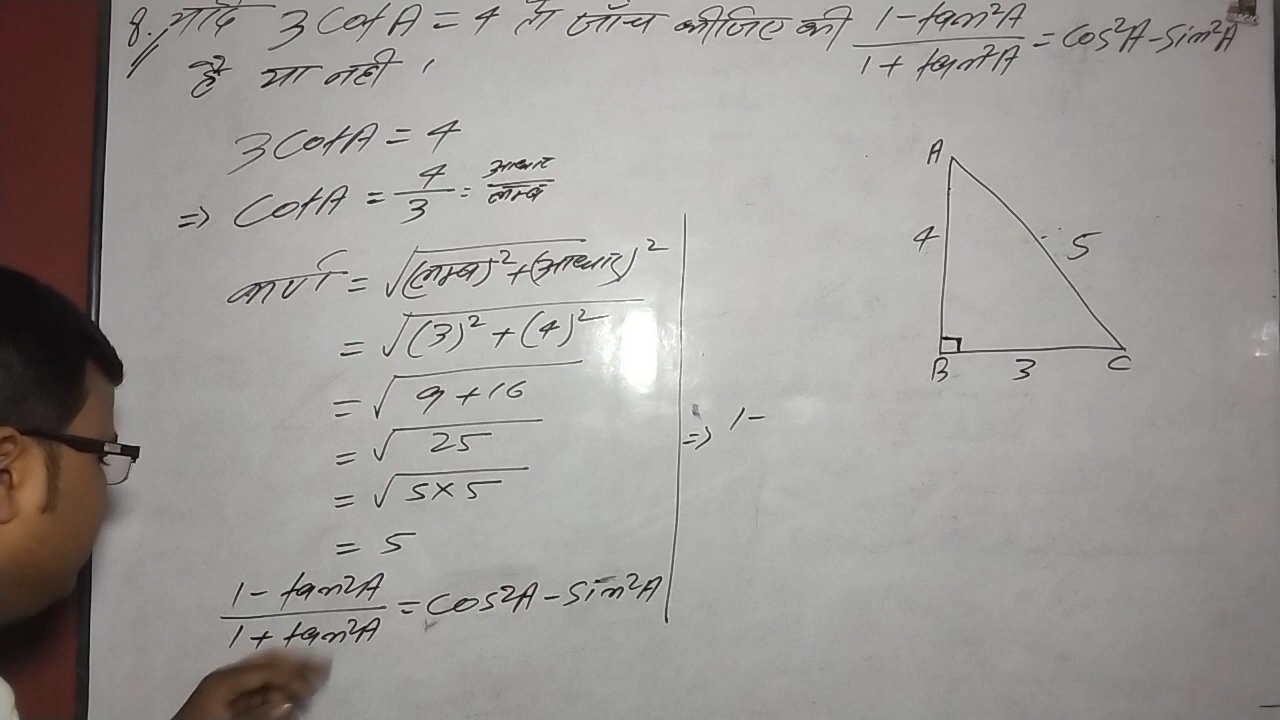 8. यदि 3 Cot A = 4 तो जाँच कीजिए की (1 - tan²A)/(1 + tan²A) = Cos²A - Sin²A
है या नही ।
3 Cot A = 4
⇒ Cot A = 4/3 = आधार/लम्ब
कर्ण = √(लम्ब)² + (आधार)²
= √(3)² + (4)²
= √9 + 16
= √25
= √5 × 5
= 5
(1 - tan²A)/(1 + tan²A) = Cos²A - Sin²A
⇒ 1 -
A
4
5
B
3
C